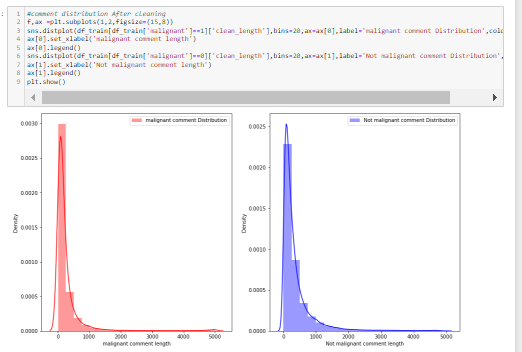 1 #comment distribution After cleaning
2 f,ax =plt.subplots(1,2,figsize=(15,8))
3 sns.distplot(df_train[df_train['malignant']==1]['clean_length'],bins=20,ax=ax[0],label='malignant comment Distribution',colo
4 ax[0].set_xlabel('malignant comment length')
5 ax[0].legend()
6 sns.distplot(df_train[df_train['malignant']==0]['clean_length'],bins=20,ax=ax[1],label='Not malignant comment Distribution',
7 ax[1].set_xlabel('Not malignant comment length')
8 ax[1].legend()
9 plt.show()
malignant comment Distribution
0.0030
0.0025
0.0020
0.0015
0.0010
0.0005
0.0000
Density
0 1000 2000 3000 4000 5000
malignant comment length
Not malignant comment Distribution
0.0025
0.0020
0.0015
0.0010
0.0005
0.0000
Density
0 1000 2000 3000 4000 5000
Not malignant comment length